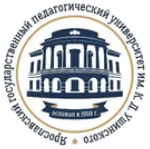 Ярославский государственный педагогический университет им. К. Д. Ушинского
ОСНОВАН В 1908 Г.